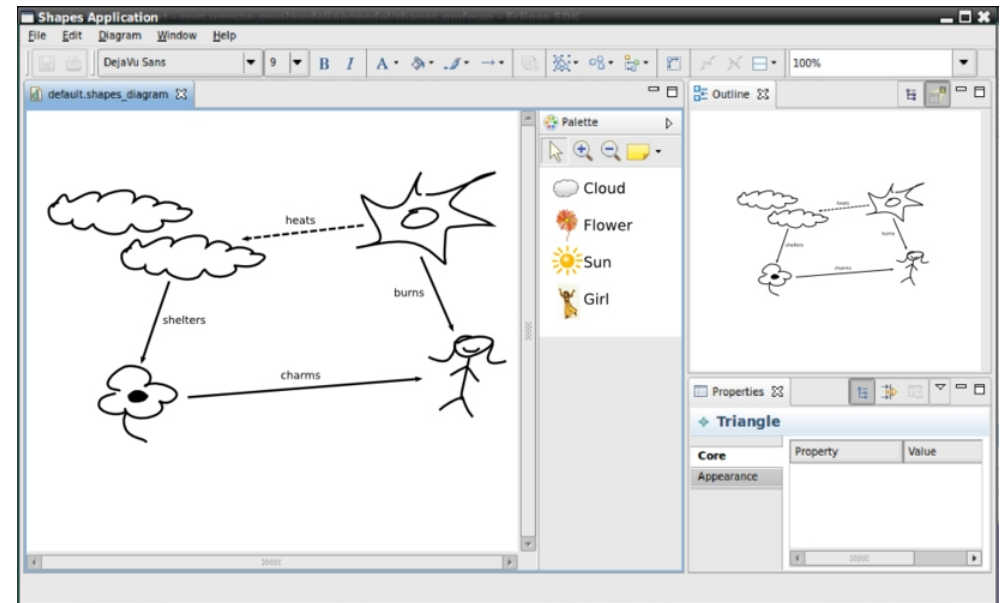 Shapes Application
File Edit Diagram Window Help
DejaVu Sans 9 B I A 100%
default.shapes_diagram
heats
burns
shelters
charms
Palette
Cloud
Flower
Sun
Girl
Outline
heats
burns
shelters
charms
Properties
Triangle
Core
Appearance
Property Value